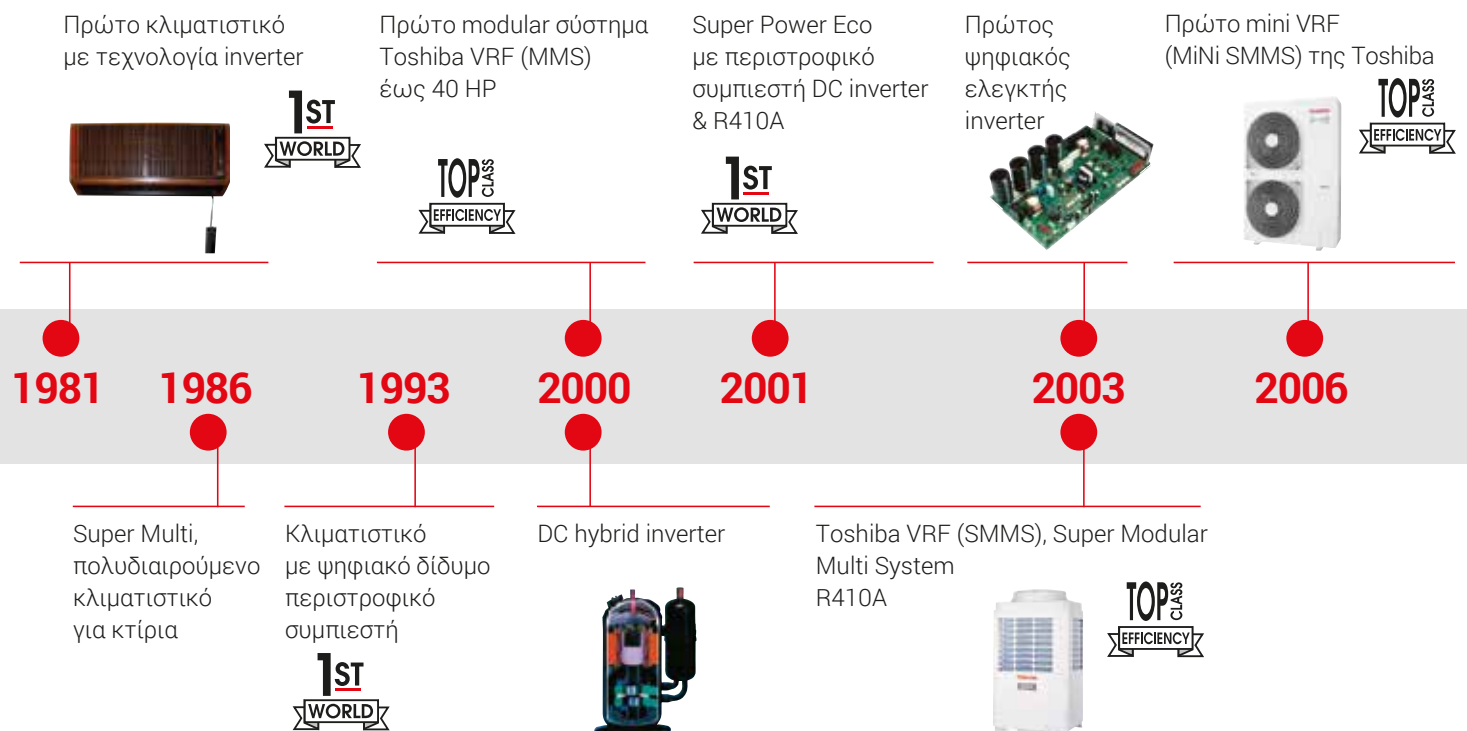 Πρώτο κλιματιστικό
με τεχνολογία inverter
1ST
WORLD
Πρώτο modular σύστημα
Toshiba VRF (MMS)
έως 40 HP
TOP CLASS
EFFICIENCY
Super Power Eco
με περιστροφικό
συμπιεστή DC inverter
& R410A
1ST
WORLD
Πρώτος
ψηφιακός
ελεγκτής
inverter
Πρώτο mini VRF
(MiNi SMMS) της Toshiba
TOP CLASS
EFFICIENCY
1981
1986
1993
2000
2001
2003
2006
Super Multi,
πολυδιαιρούμενο
κλιματιστικό
για κτίρια
Κλιματιστικό
με ψηφιακό δίδυμο
περιστροφικό
συμπιεστή
1ST
WORLD
DC hybrid inverter
Toshiba VRF (SMMS), Super Modular
Multi System
R410A
TOP CLASS
EFFICIENCY